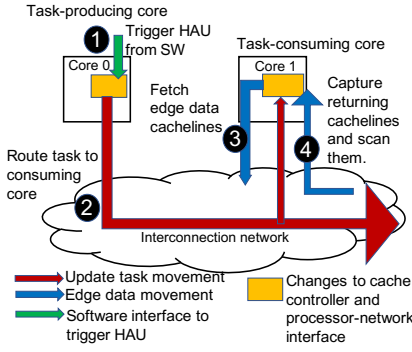 Task-producing core
1
Trigger HAU
from SW
Core 0
Task-consuming core
Core 1
Fetch
edge data
cachelines
3
4
Capture
returning
cachelines
and scan
them.
Route task to
consuming
core
2
Interconnection network
Update task movement
Edge data movement
Software interface to
trigger HAU
Changes to cache
controller and
processor-network
interface